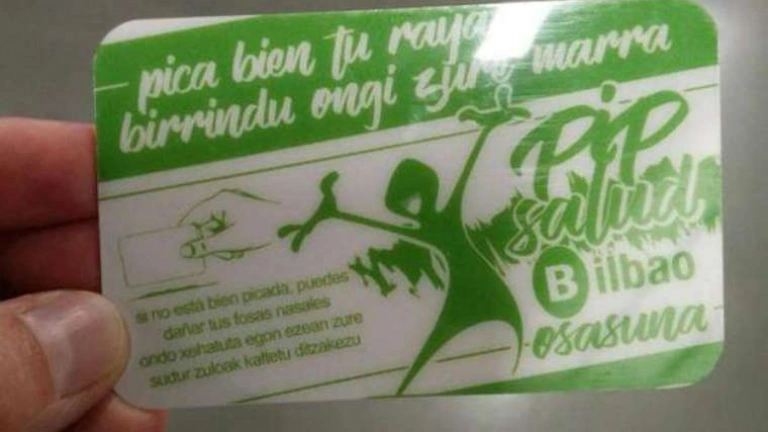 pica bien tu raya
birrindu ongi zure marra
PiP
salud
Bilbao
osasuna
si no está bien picada, puedes
dañar tus fosas nasales
ondo xehatuta egon ezean zure
sudur zuloak kaltetu ditzakezu